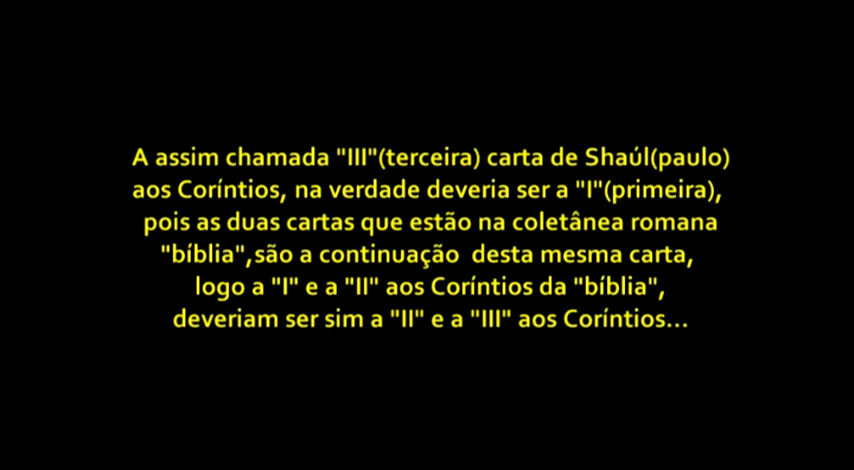 A assim chamada "III"(terceira) carta de Shaúl(paulo)
aos Coríntios, na verdade deveria ser a "I"(primeira),
pois as duas cartas que estão na coletânea romana
"bíblia",são a continuação desta mesma carta,
logo a "I" e a "II" aos Coríntios da "bíblia",
deveriam ser sim a "II" e a "III" aos Coríntios...